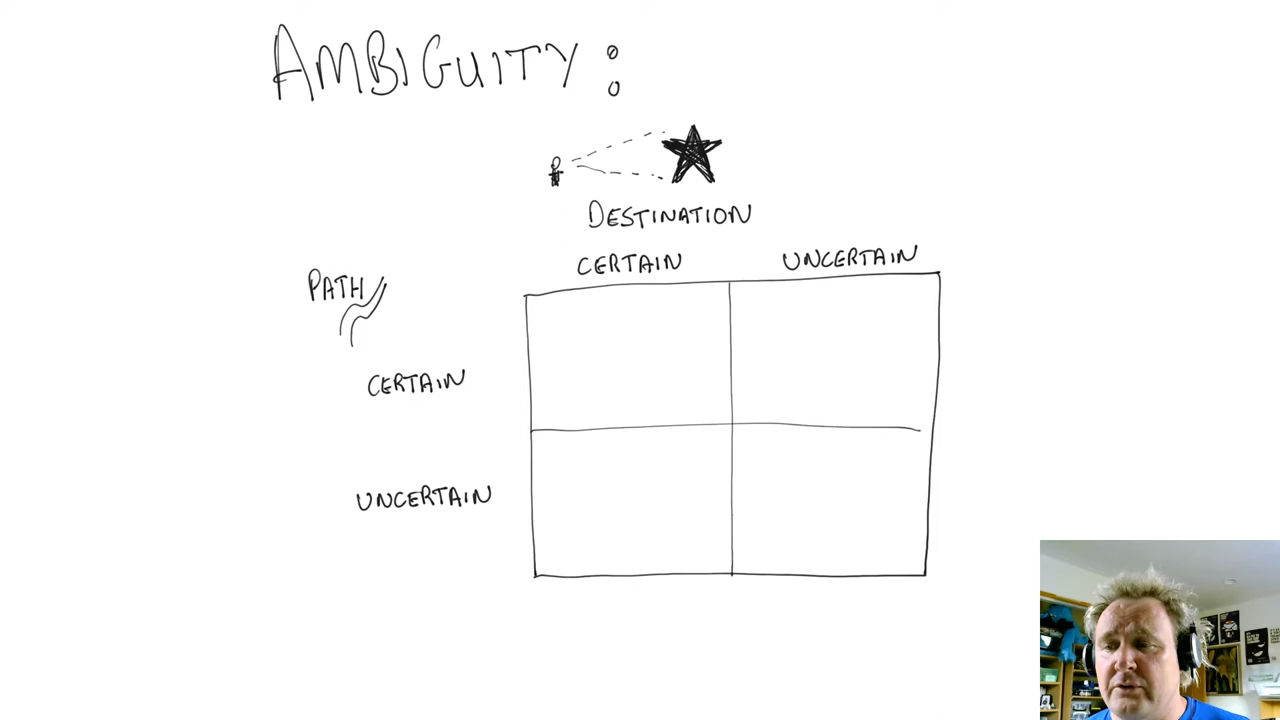 AMBIGUITY:
DESTINATION
CERTAIN UNCERTAIN
PATH
CERTAIN
UNCERTAIN